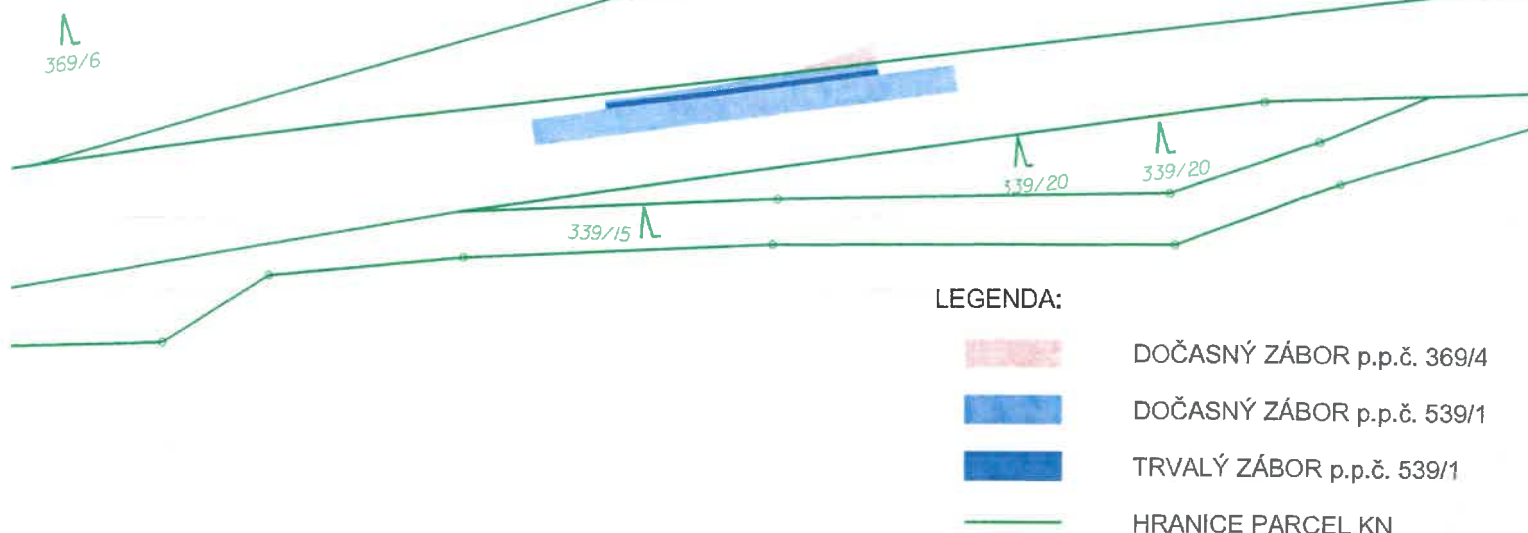 369/6
339/20
339/20
339/15
LEGENDA:
DOČASNÝ ZÁBOR p.p.č. 369/4
DOČASNÝ ZÁBOR p.p.č. 539/1
TRVALÝ ZÁBOR p.p.č. 539/1
HRANICE PARCEL KN